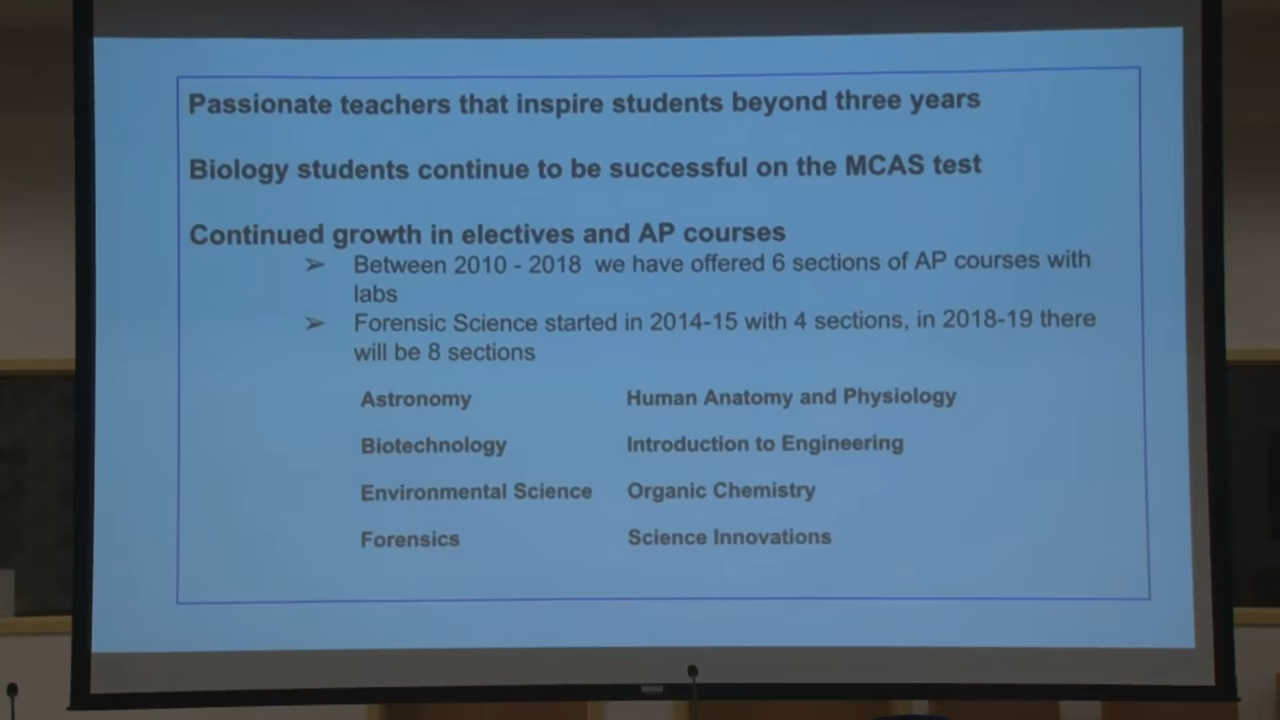 Passionate teachers that inspire students beyond three years
Biology students continue to be successful on the MCAS test
Continued growth in electives and AP courses
➢ Between 2010 - 2018 we have offered 6 sections of AP courses with
labs
➢ Forensic Science started in 2014-15 with 4 sections, in 2018-19 there
will be 8 sections
Astronomy Human Anatomy and Physiology
Biotechnology Introduction to Engineering
Environmental Science Organic Chemistry
Forensics Science Innovations